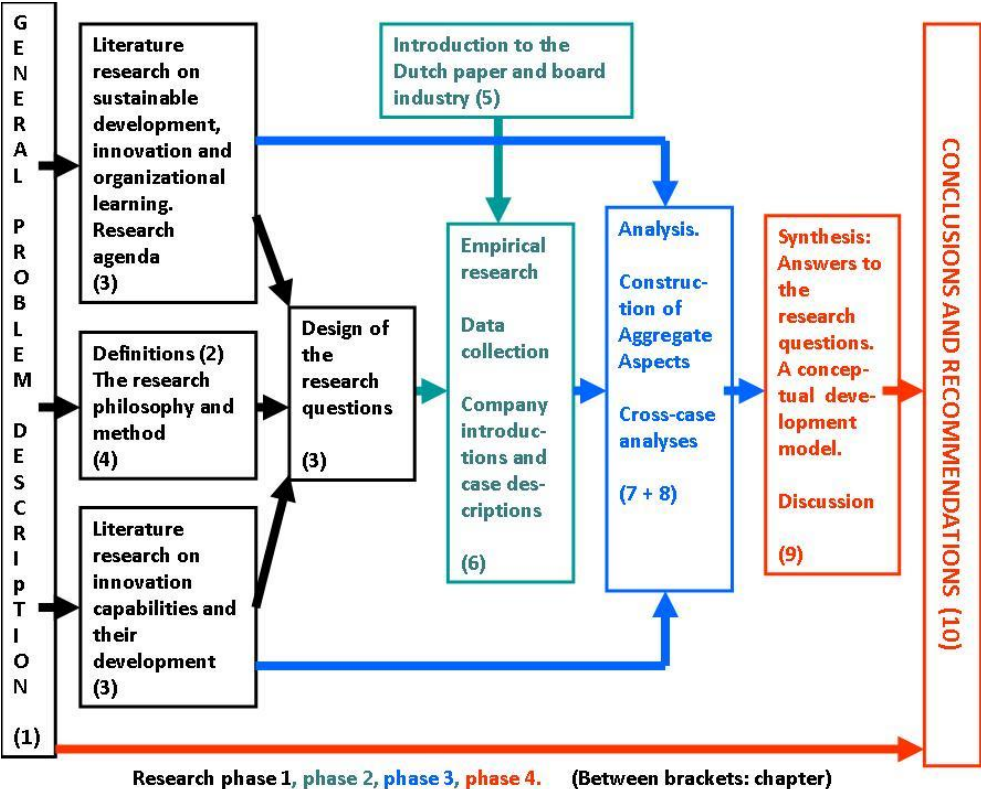 GENERAL PROBLEM DESCRIpTION
(1)
Literature
research on
sustainable
development,
innovation and
organizational
learning.
Research
agenda
(3)
Definitions (2)
The research
philosophy and
method
(4)
Literature
research on
innovation
capabilities and
their
development
(3)
Design of
the
research
questions
(3)
Introduction to the
Dutch paper and board
industry (5)
Empirical
research
Data
collection
Company
introduc-
tions and
case des-
criptions
(6)
Analysis.
Construc-
tion of
Aggregate
Aspects
Cross-case
analyses
(7 + 8)
Synthesis:
Answers to
the
research
questions.
A concep-
tual deve-
lopment
model.
Discussion
(9)
CONCLUSIONS AND RECOMMENDATIONS (10)
Research phase 1, phase 2, phase 3, phase 4. (Between brackets: chapter)